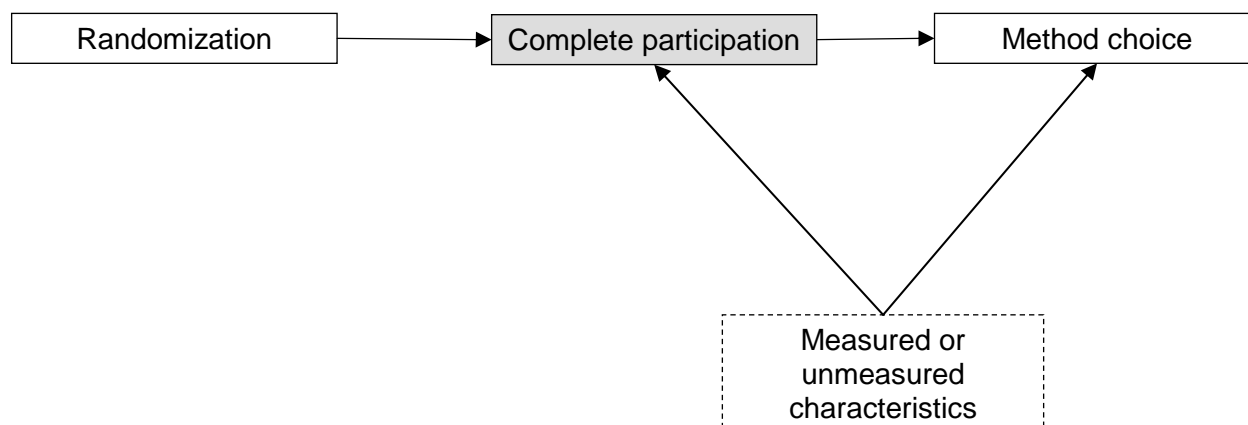 Randomization
Complete participation
Method choice
Measured or
unmeasured
characteristics